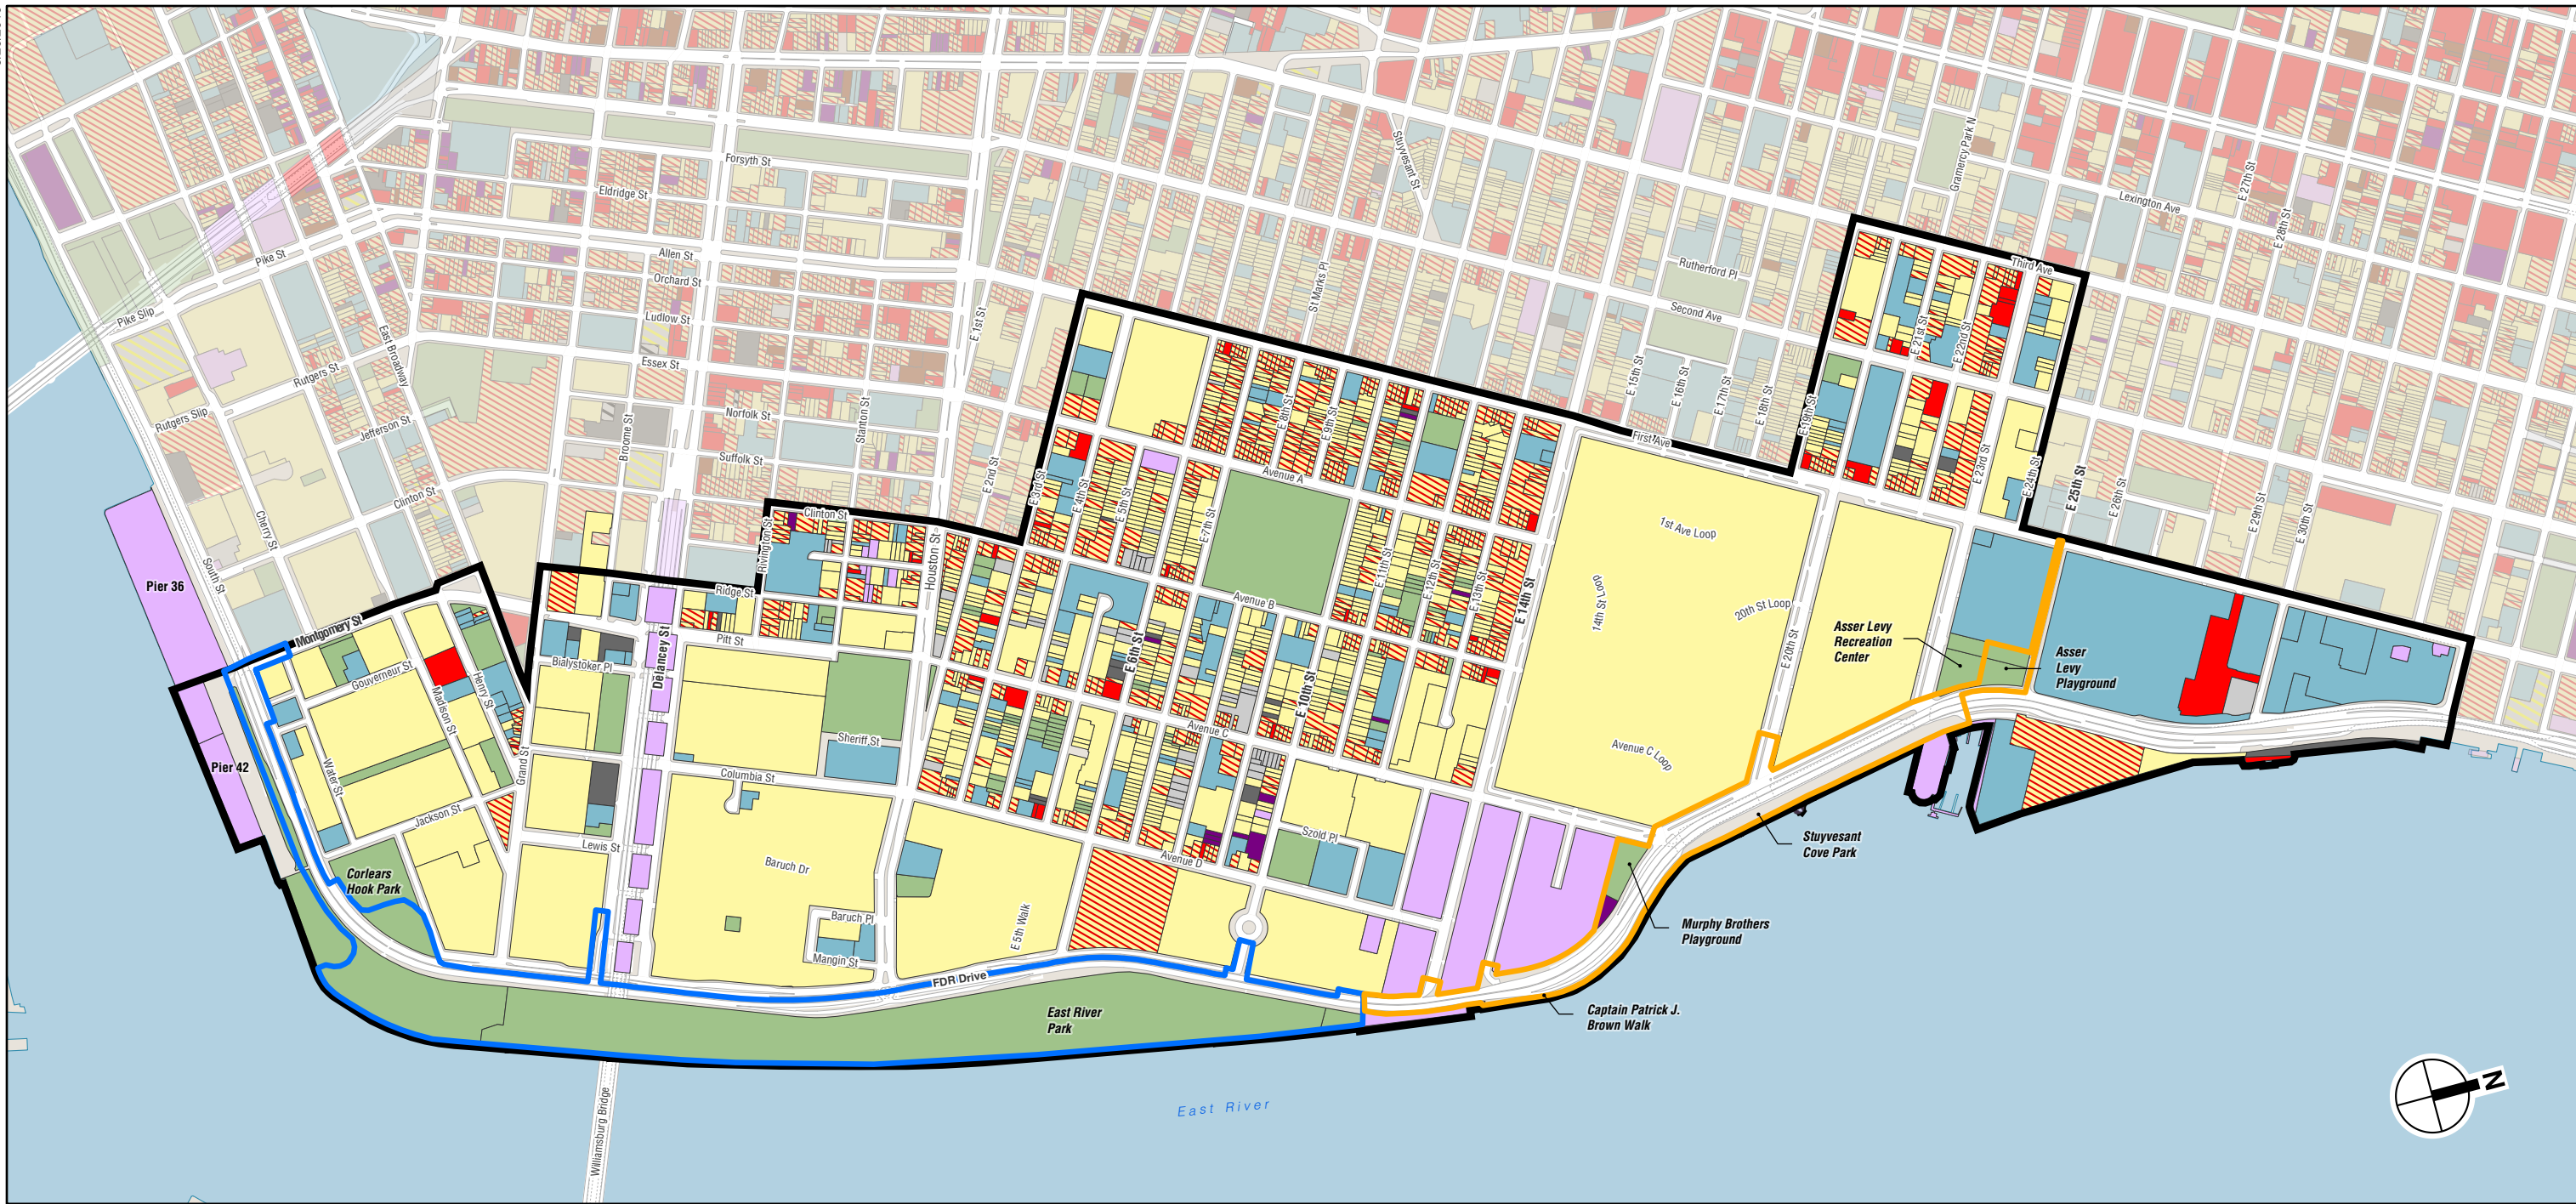 Stuyvesant St
Gramercy Park N
E 27th St
Lexington Ave
E 28th St
Forsyth St
Eldridge St
Allen St
Orchard St
Ludlow St
Essex St
Norfolk St
Suffolk St
Clinton St
Pike St
Pike Slip
East Broadway
Rutgers St
Rutgers Slip
Jefferson St
Clinton St
Cherry St
South St
Broome St
Stanton St
E 1st St
E 2nd St
E 3rd St
St Marks Pl
Rutherford Pl
Second Ave
Third Ave
First Ave
E 15th St
E 16th St
E 17th St
E 18th St
E 19th St
E 21st St
E 22nd St
E 23rd St
E 24th St
E 25th St
E 26th St
E 29th St
E 30th St
E 4th St
E 5th St
E 7th St
E 8th St
E 9th St
Avenue A
Avenue B
E 11th St
E 12th St
E 13th St
E 14th St
1st Ave Loop
14th St Loop
20th St Loop
Avenue C Loop
E 20th St
Pier 36
Pier 42
Montgomery St
Gouverneur St
Madison St
Henry St
Water St
Jackson St
Grand St
Rivington St
Ridge St
Pitt St
Bialystoker Pl
Delancey St
Houston St
Sheriff St
Columbia St
Lewis St
Baruch Dr
Baruch Pl
Mangin St
E 6th St
E 10th St
Avenue C
Avenue D
Szold Pl
E 5th Walk
FDR Drive
Corlears
Hook Park
East River
Park
Asser Levy
Recreation
Center
Asser
Levy
Playground
Stuyvesant
Cove Park
Murphy Brothers
Playground
Captain Patrick J.
Brown Walk
Williamsburg Bridge
East River
N